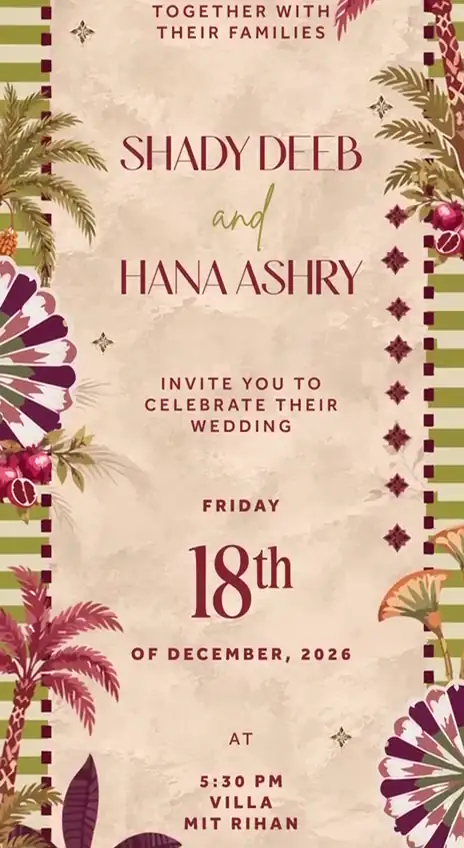 TOGETHER WITH
THEIR FAMILIES
SHADY DEEB
and
HANA ASHRY
INVITE YOU TO
CELEBRATE THEIR
WEDDING
FRIDAY
18th
OF DECEMBER, 2026
AT
5:30 PM
VILLA
MIT RIHAN